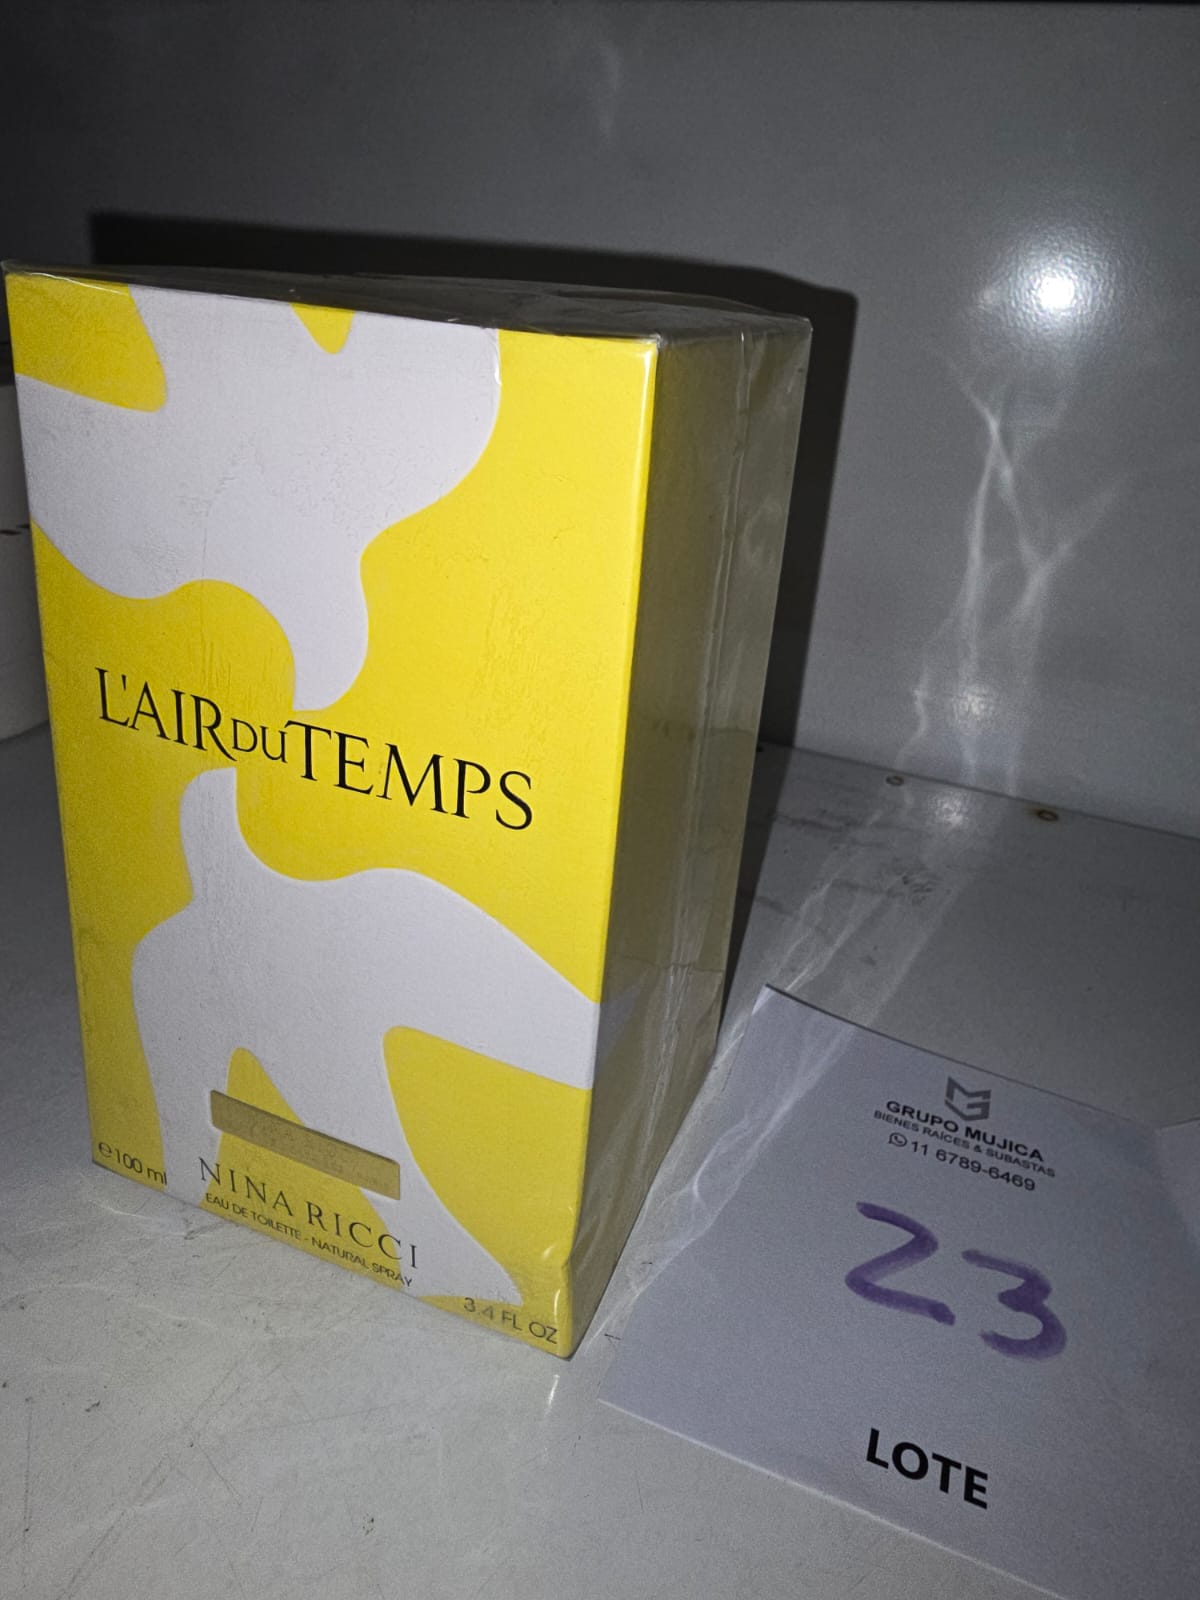 L'AIR DU TEMPS
e100 ml
NINA RICCI
EAU DE TOILETTE - NATURAL SPRAY
3.4 FL OZ
GRUPO MUJICA
BIENES RAÍCES & SUBASTAS
11 6789-6469
23
LOTE